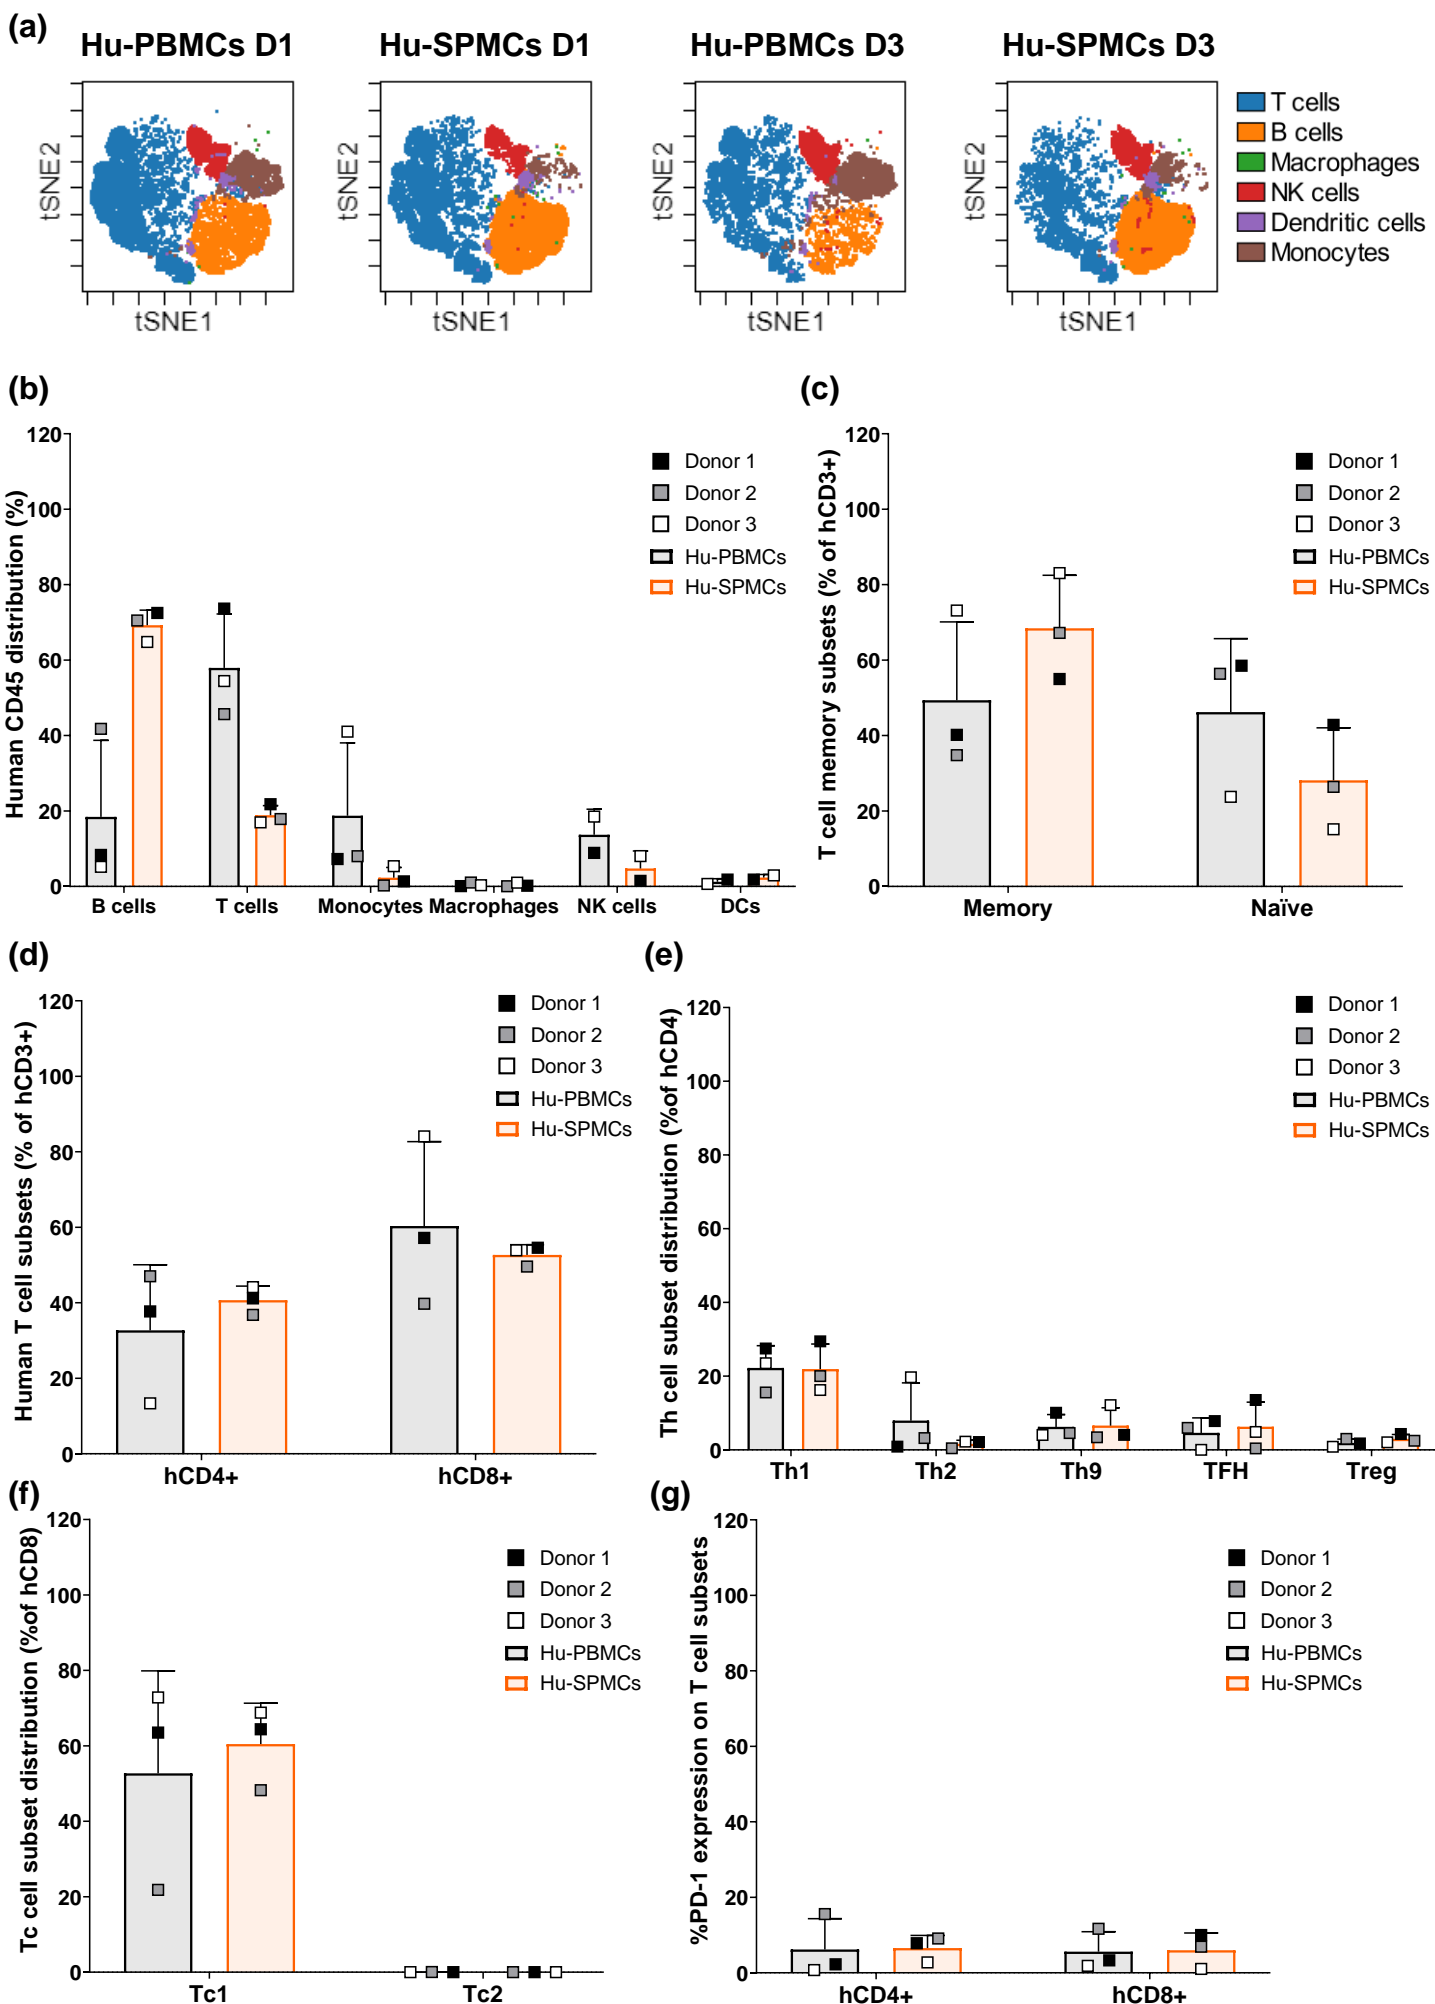 (a)
Hu-PBMCs D1
Hu-SPMCs D1
Hu-PBMCs D3
Hu-SPMCs D3
tSNE2
tSNE1
tSNE2
tSNE1
tSNE2
tSNE1
tSNE2
tSNE1
T cells
B cells
Macrophages
NK cells
Dendritic cells
Monocytes
(b)
Human CD45 distribution (%)
120
100
80
60
40
20
0
B cells
T cells
Monocytes
Macrophages
NK cells
DCs
Donor 1
Donor 2
Donor 3
Hu-PBMCs
Hu-SPMCs
(c)
T cell memory subsets (% of hCD3+)
120
100
80
60
40
20
0
Memory
Naïve
Donor 1
Donor 2
Donor 3
Hu-PBMCs
Hu-SPMCs
(d)
Human T cell subsets (% of hCD3+)
120
100
80
60
40
20
0
hCD4+
hCD8+
Donor 1
Donor 2
Donor 3
Hu-PBMCs
Hu-SPMCs
(e)
Th cell subset distribution (%of hCD4)
120
100
80
60
40
20
0
Th1
Th2
Th9
TFH
Treg
Donor 1
Donor 2
Donor 3
Hu-PBMCs
Hu-SPMCs
(f)
Tc cell subset distribution (%of hCD8)
120
100
80
60
40
20
0
Tc1
Tc2
Donor 1
Donor 2
Donor 3
Hu-PBMCs
Hu-SPMCs
(g)
%PD-1 expression on T cell subsets
120
100
80
60
40
20
0
hCD4+
hCD8+
Donor 1
Donor 2
Donor 3
Hu-PBMCs
Hu-SPMCs